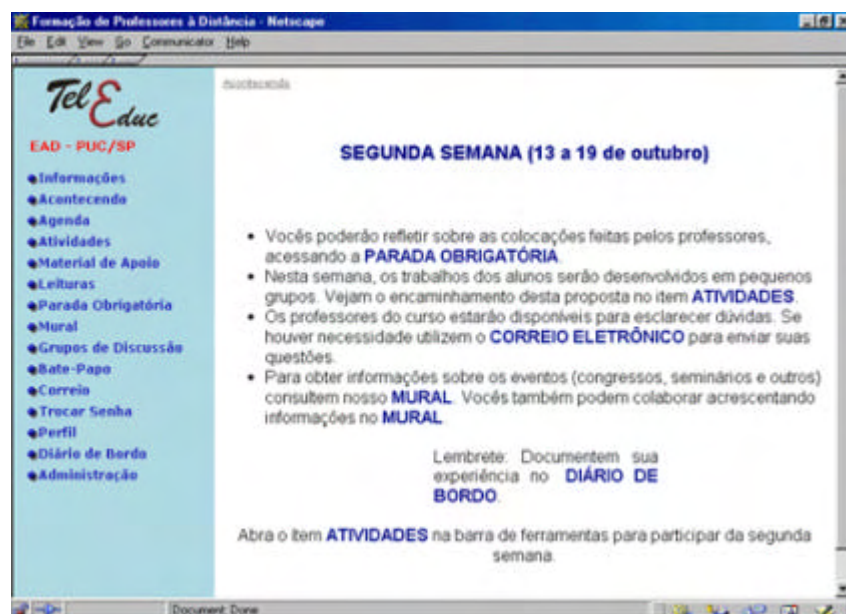 Formação de Professores à Distância - Netscape
File Edit View Go Communicator Help
Tel Educ
EAD - PUC/SP
Informações
Acontecendo
Agenda
Atividades
Material de Apoio
Leituras
Parada Obrigatória
Mural
Grupos de Discussão
Bate-Papo
Correio
Trocar Senha
Perfil
Diário de Bordo
Administração
Acontecendo
SEGUNDA SEMANA (13 a 19 de outubro)
Vocês poderão refletir sobre as colocações feitas pelos professores,
acessando a PARADA OBRIGATÓRIA.
Nesta semana, os trabalhos dos alunos serão desenvolvidos em pequenos
grupos. Vejam o encaminhamento desta proposta no item ATIVIDADES.
Os professores do curso estarão disponíveis para esclarecer dúvidas. Se
houver necessidade utilizem o CORREIO ELETRÔNICO para enviar suas
questões.
Para obter informações sobre os eventos (congressos, seminários e outros)
consultem nosso MURAL. Vocês também podem colaborar acrescentando
informações no MURAL
Lembrete: Documentem sua
experiência no DIÁRIO DE
BORDO.
Abra o item ATIVIDADES na barra de ferramentas para participar da segunda
semana.
Document: Done